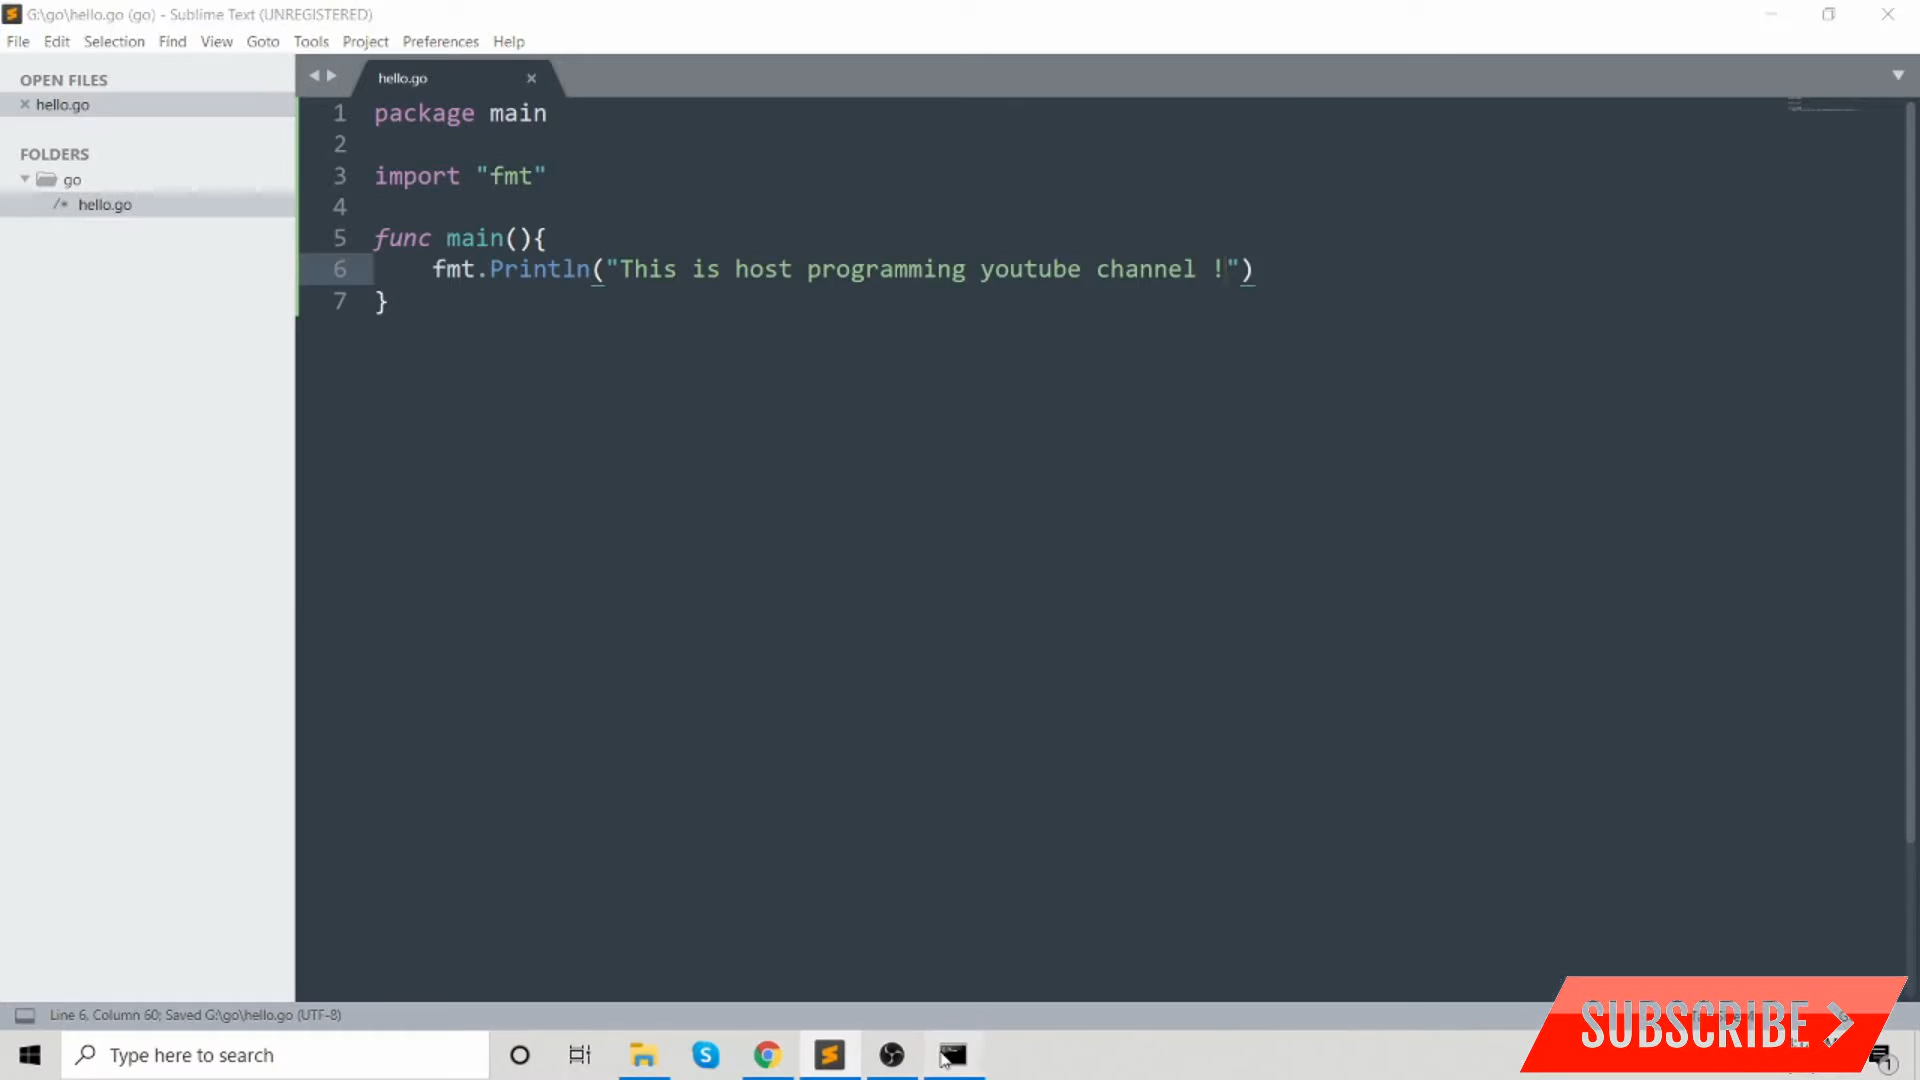 G:\go\hello.go (go) - Sublime Text (UNREGISTERED)
File Edit Selection Find View Goto Tools Project Preferences Help
OPEN FILES
hello.go
FOLDERS
go
/* hello.go
hello.go
1 package main
2
3 import "fmt"
4
5 func main(){
6 fmt.Println("This is host programming youtube channel !")
7 }
Line 6, Column 60; Saved G:\go\hello.go (UTF-8)
SUBSCRIBE
Type here to search
1